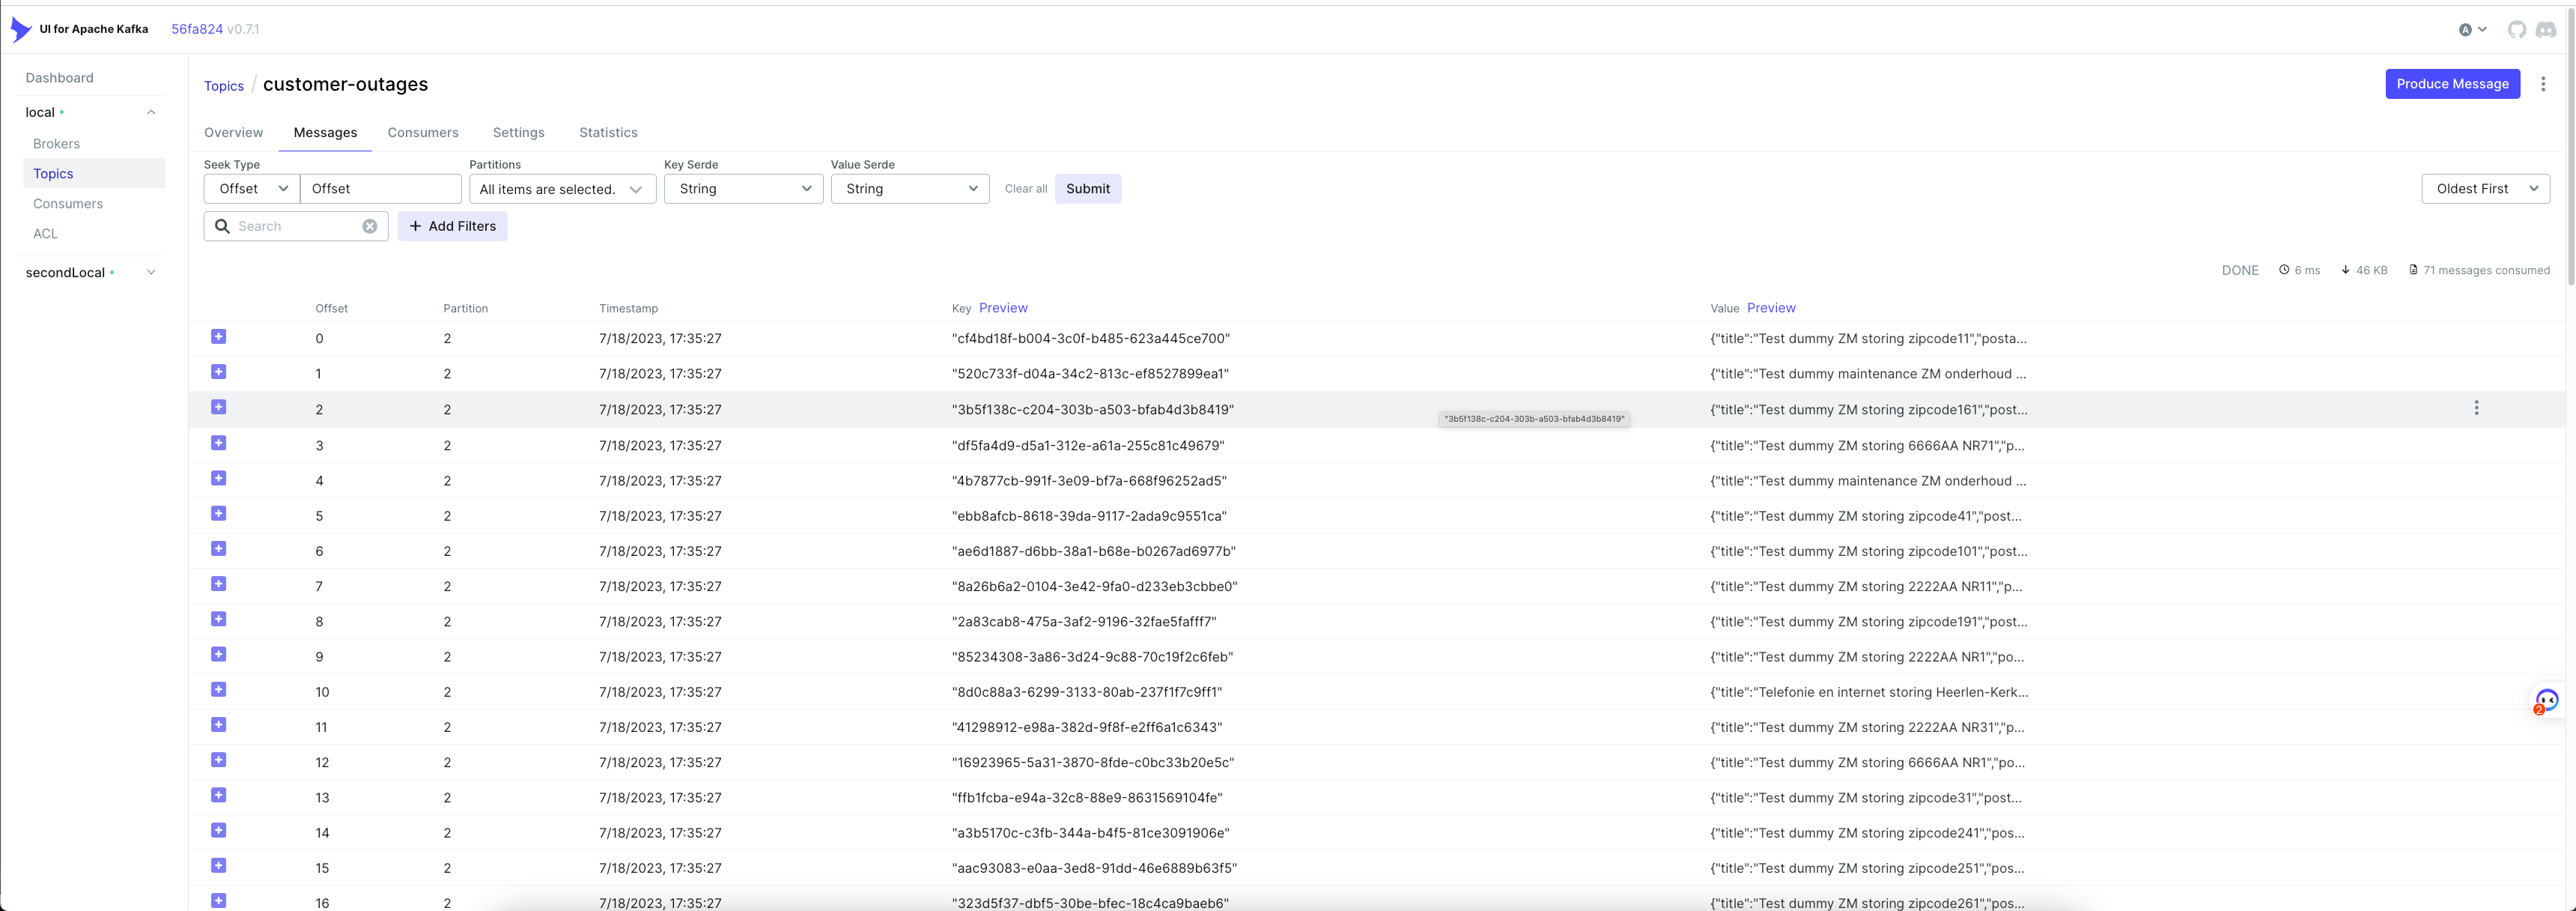 UI for Apache Kafka 56fa824 v0.7.1 A
Dashboard
local
Brokers
Topics
Consumers
ACL
secondLocal
Topics / customer-outages
Produce Message
Overview Messages Consumers Settings Statistics
Seek Type Partitions Key Serde Value Serde
Offset Offset All items are selected. String String Clear all Submit Oldest First
Search Add Filters
DONE 6 ms 46 KB 71 messages consumed
Offset Partition Timestamp Key Preview Value Preview
0 2 7/18/2023, 17:35:27 "cf4bd18f-b004-3c0f-b485-623a445ce700" {"title":"Test dummy ZM storing zipcode11","posta...
1 2 7/18/2023, 17:35:27 "520c733f-d04a-34c2-813c-ef8527899ea1" {"title":"Test dummy maintenance ZM onderhoud ...
2 2 7/18/2023, 17:35:27 "3b5f138c-c204-303b-a503-bfab4d3b8419" {"title":"Test dummy ZM storing zipcode161","post...
"3b5f138c-c204-303b-a503-bfab4d3b8419"
3 2 7/18/2023, 17:35:27 "df5fa4d9-d5a1-312e-a61a-255c81c49679" {"title":"Test dummy ZM storing 6666AA NR71","p...
4 2 7/18/2023, 17:35:27 "4b7877cb-991f-3e09-bf7a-668f96252ad5" {"title":"Test dummy maintenance ZM onderhoud ...
5 2 7/18/2023, 17:35:27 "ebb8afcb-8618-39da-9117-2ada9c9551ca" {"title":"Test dummy ZM storing zipcode41","post...
6 2 7/18/2023, 17:35:27 "ae6d1887-d6bb-38a1-b68e-b0267ad6977b" {"title":"Test dummy ZM storing zipcode101","post...
7 2 7/18/2023, 17:35:27 "8a26b6a2-0104-3e42-9fa0-d233eb3cbbe0" {"title":"Test dummy ZM storing 2222AA NR11","p...
8 2 7/18/2023, 17:35:27 "2a83cab8-475a-3af2-9196-32fae5fafff7" {"title":"Test dummy ZM storing zipcode191","post...
9 2 7/18/2023, 17:35:27 "85234308-3a86-3d24-9c88-70c19f2c6feb" {"title":"Test dummy ZM storing 2222AA NR1","po...
10 2 7/18/2023, 17:35:27 "8d0c88a3-6299-3133-80ab-237f1f7c9ff1" {"title":"Telefonie en internet storing Heerlen-Kerk...
2
11 2 7/18/2023, 17:35:27 "41298912-e98a-382d-9f8f-e2ff6a1c6343" {"title":"Test dummy ZM storing 2222AA NR31","p...
12 2 7/18/2023, 17:35:27 "16923965-5a31-3870-8fde-c0bc33b20e5c" {"title":"Test dummy ZM storing 6666AA NR1","po...
13 2 7/18/2023, 17:35:27 "ffb1fcba-e94a-32c8-88e9-8631569104fe" {"title":"Test dummy ZM storing zipcode31","post...
14 2 7/18/2023, 17:35:27 "a3b5170c-c3fb-344a-b4f5-81ce3091906e" {"title":"Test dummy ZM storing zipcode241","pos...
15 2 7/18/2023, 17:35:27 "aac93083-e0aa-3ed8-91dd-46e6889b63f5" {"title":"Test dummy ZM storing zipcode251","pos...
16 2 7/18/2023, 17:35:27 "323d5f37-dbf5-30be-bfec-18c4ca9baeb6" {"title":"Test dummy ZM storing zipcode261","pos...